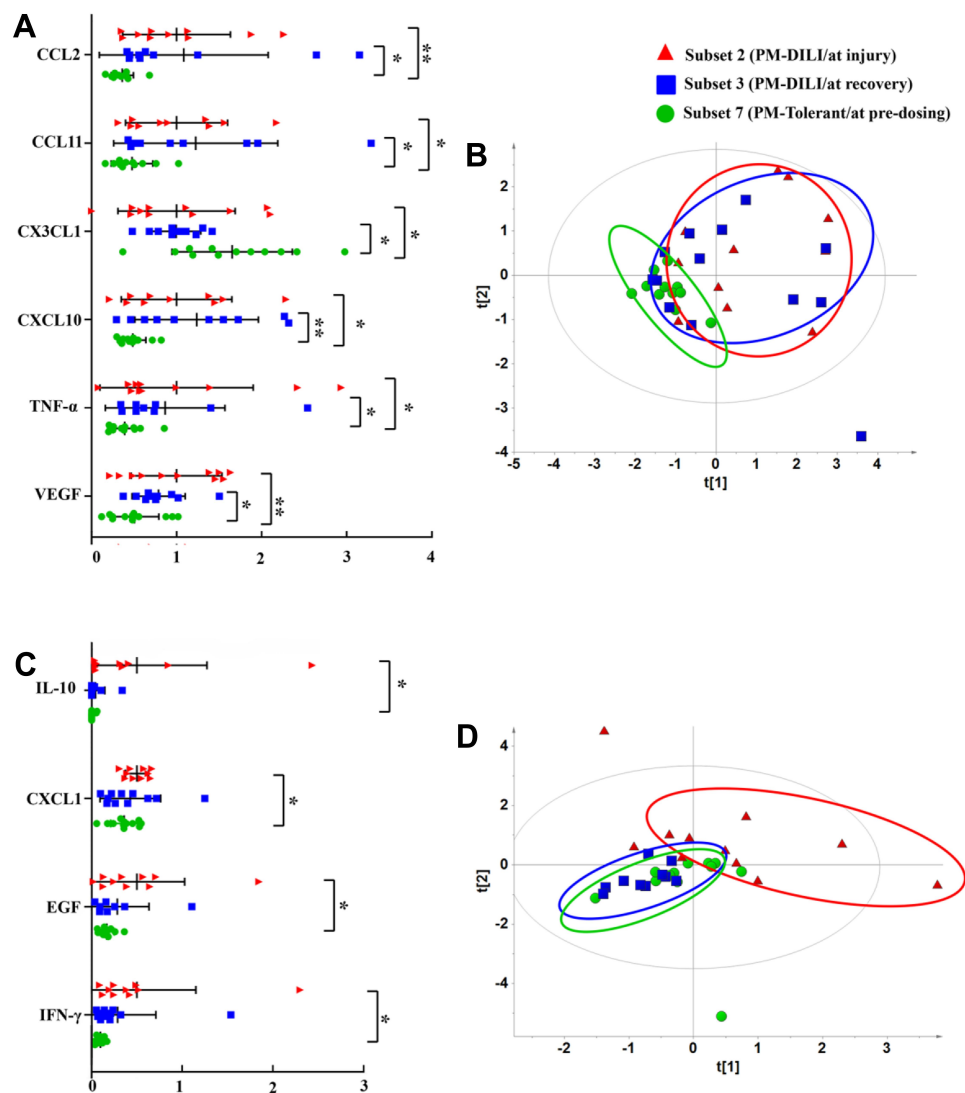 A
CCL2
* **
CCL11
* *
CX3CL1
* *
CXCL10
** *
TNF-α
* *
VEGF
* **
0 1 2 3 4
Subset 2 (PM-DILI/at injury)
Subset 3 (PM-DILI/at recovery)
Subset 7 (PM-Tolerant/at pre-dosing)
B
2
1
0
-1
-2
-3
-4
-5 -4 -3 -2 -1 0 1 2 3 4
t[2]
t[1]
C
IL-10
*
CXCL1
*
EGF
*
IFN-γ
*
0 1 2 3
D
4
2
0
-2
-4
-2 -1 0 1 2 3
t[2]
t[1]